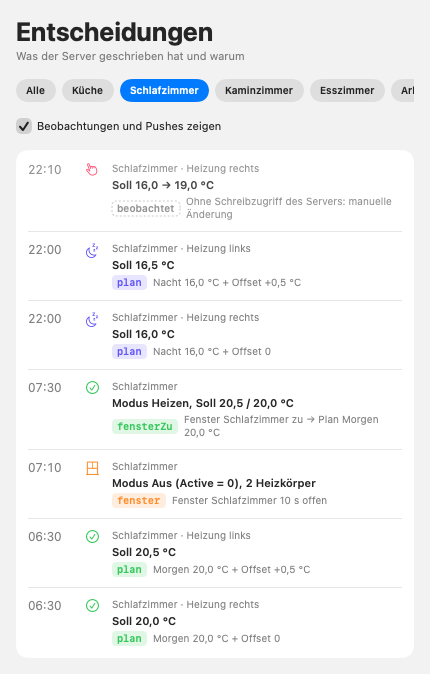 Entscheidungen
Was der Server geschrieben hat und warum
Alle Küche Schlafzimmer Kaminzimmer Esszimmer
Beobachtungen und Pushes zeigen
22:10 Schlafzimmer · Heizung rechts
Soll 16,0 → 19,0 °C
beobachtet Ohne Schreibzugriff des Servers: manuelle
Änderung
22:00 Schlafzimmer · Heizung links
Soll 16,5 °C
plan Nacht 16,0 °C + Offset +0,5 °C
22:00 Schlafzimmer · Heizung rechts
Soll 16,0 °C
plan Nacht 16,0 °C + Offset 0
07:30 Schlafzimmer
Modus Heizen, Soll 20,5 / 20,0 °C
fensterZu Fenster Schlafzimmer zu → Plan Morgen
20,0 °C
07:10 Schlafzimmer
Modus Aus (Active = 0), 2 Heizkörper
fenster Fenster Schlafzimmer 10 s offen
06:30 Schlafzimmer · Heizung links
Soll 20,5 °C
plan Morgen 20,0 °C + Offset +0,5 °C
06:30 Schlafzimmer · Heizung rechts
Soll 20,0 °C
plan Morgen 20,0 °C + Offset 0